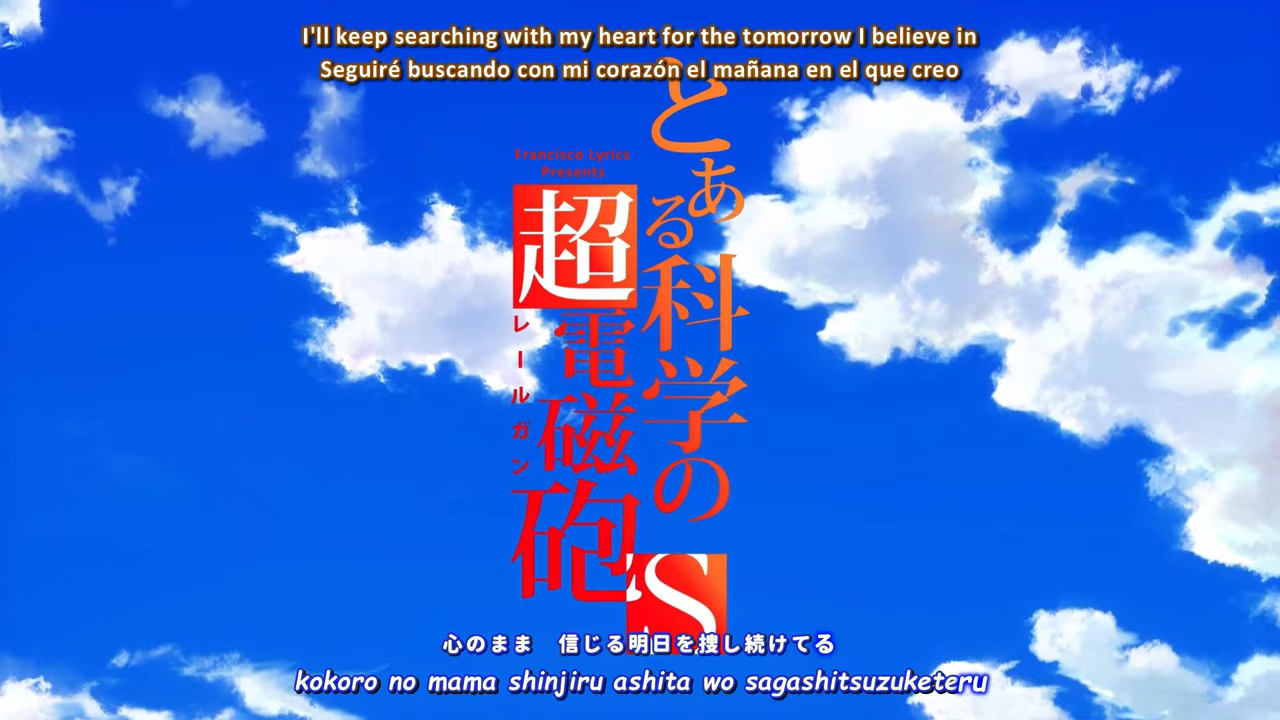 I'll keep searching with my heart for the tomorrow I believe in
Seguiré buscando con mi corazón el mañana en el que creo
とある科学の
Francisco Lyrics
Presents
超電磁砲
レールガン
S
心のまま　信じる明日を捜し続けてる
kokoro no mama shinjiru ashita wo sagashitsuzuketeru